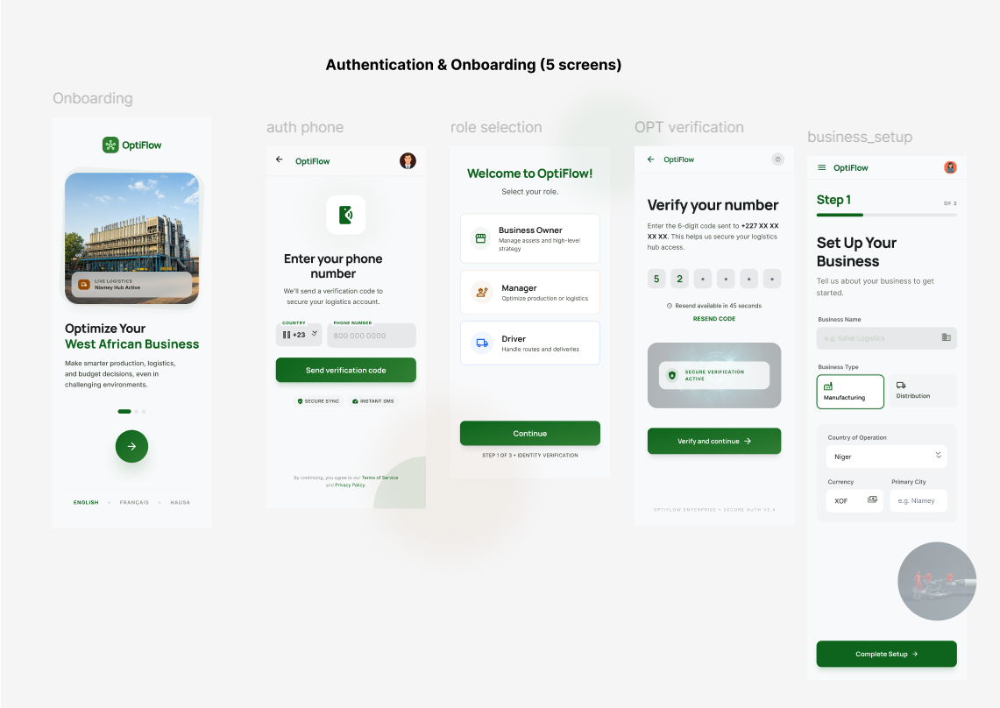 Authentication & Onboarding (5 screens)
Onboarding
OptiFlow
LIVE LOGISTICS
Niamey Hub Active
Optimize Your
West African Business
Make smarter production, logistics,
and budget decisions, even in
challenging environments.
ENGLISH • FRANÇAIS • HAUSA
auth phone
OptiFlow
Enter your phone
number
We'll send a verification code to
secure your logistics account.
COUNTRY
+23
PHONE NUMBER
800 000 0000
Send verification code
SECURE SYNC
INSTANT SMS
By continuing, you agree to our Terms of Service
and Privacy Policy.
role selection
Welcome to OptiFlow!
Select your role.
Business Owner
Manage assets and high-level
strategy
Manager
Optimize production or logistics
Driver
Handle routes and deliveries
Continue
STEP 1 OF 3 • IDENTITY VERIFICATION
OPT verification
OptiFlow
Verify your number
Enter the 6-digit code sent to +227 XX XX
XX XX. This helps us secure your logistics
hub access.
5 2 • • • •
Resend available in 45 seconds
RESEND CODE
SECURE VERIFICATION
ACTIVE
Verify and continue →
OPTIFLOW ENTERPRISE • SECURE AUTH V2.4
business_setup
OptiFlow
Step 1
OF 3
Set Up Your
Business
Tell us about your business to get
started.
Business Name
e.g. Sahel Logistics
Business Type
Manufacturing
Distribution
Country of Operation
Niger
Currency
XOF
Primary City
e.g. Niamey
Complete Setup →